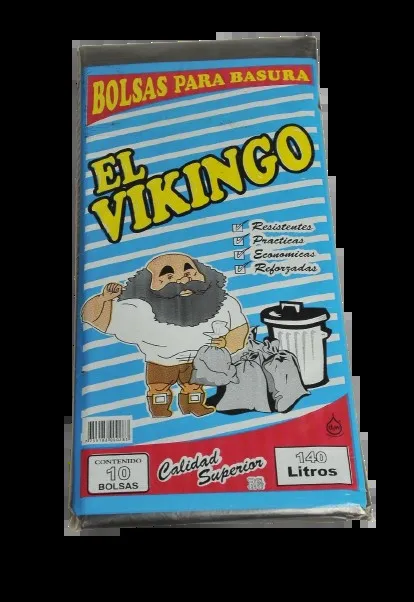 BOLSAS PARA BASURA
EL
VIKINGO
Resistentes
Practicas
Economicas
Reforzadas
CONTENIDO
10
BOLSAS
Calidad
Superior
140
Litros